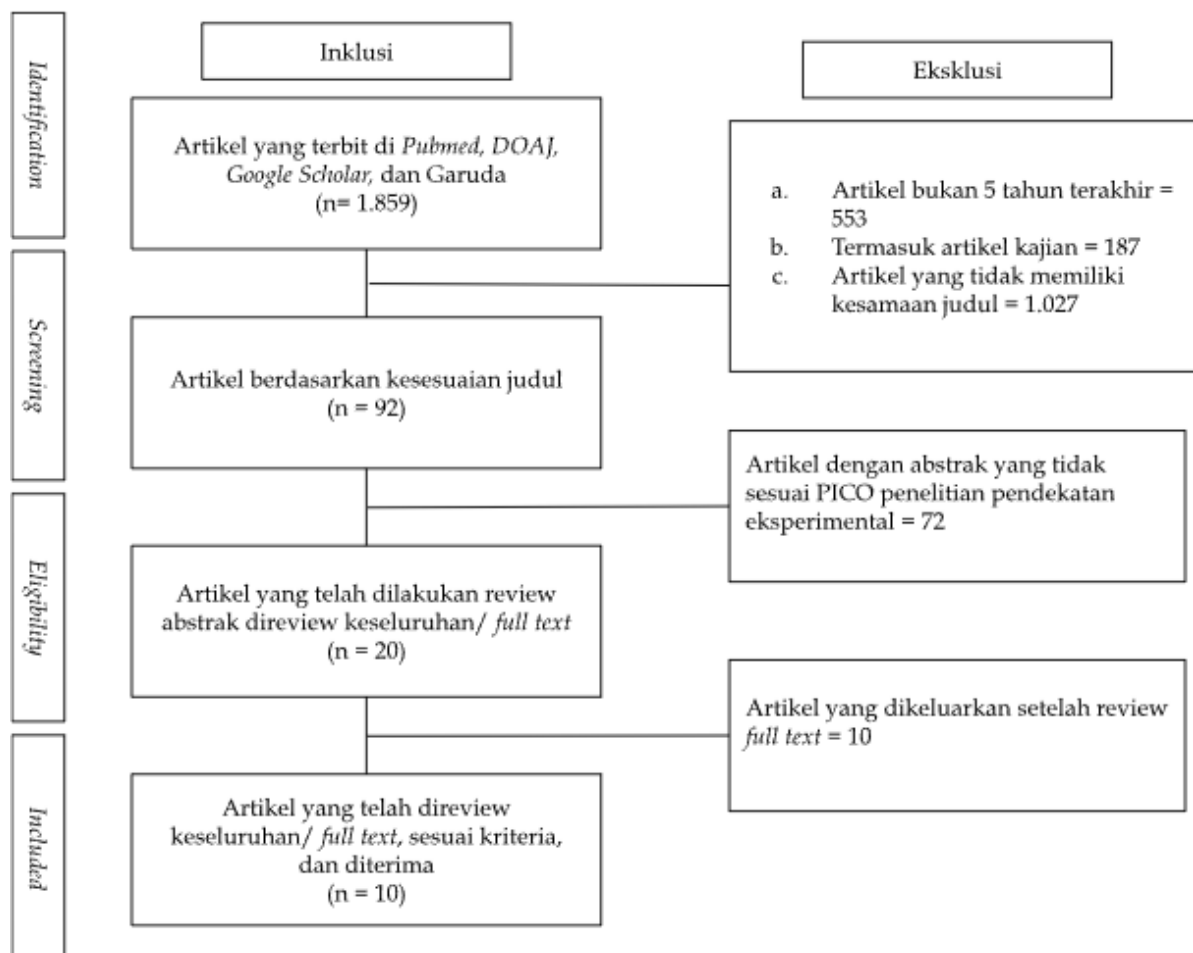 Identification
Inklusi
Eksklusi
Artikel yang terbit di Pubmed, DOAJ,
Google Scholar, dan Garuda
(n= 1.859)
a. Artikel bukan 5 tahun terakhir =
553
b. Termasuk artikel kajian = 187
c. Artikel yang tidak memiliki
kesamaan judul = 1.027
Screening
Artikel berdasarkan kesesuaian judul
(n = 92)
Artikel dengan abstrak yang tidak
sesuai PICO penelitian pendekatan
eksperimental = 72
Eligibility
Artikel yang telah dilakukan review
abstrak direview keseluruhan/ full text
(n = 20)
Artikel yang dikeluarkan setelah review
full text = 10
Included
Artikel yang telah direview
keseluruhan/ full text, sesuai kriteria,
dan diterima
(n = 10)